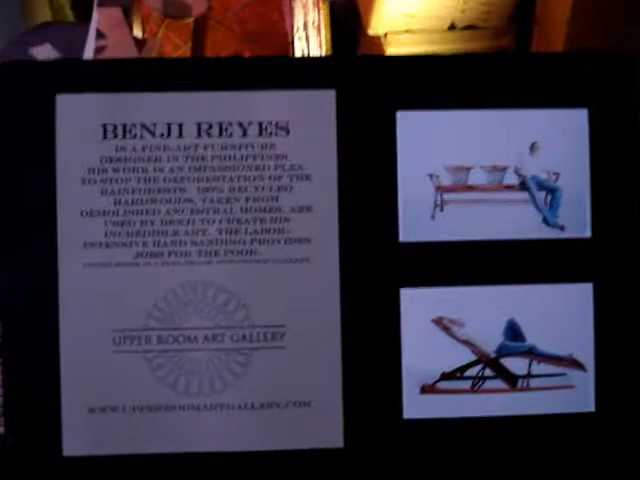 BENJI REYES
IS A FINE-ART FURNITURE
DESIGNER IN THE PHILIPPINES.
HIS WORK IS AN IMPASSIONED PLEA
TO STOP THE DEFORESTATION OF THE
RAINFORESTS. 100% RECYCLED
HARDWOODS, TAKEN FROM
DEMOLISHED ANCESTRAL HOMES, ARE
USED BY BENJI TO CREATE HIS
INCREDIBLE ART. THE LABOR-
INTENSIVE HAND SANDING PROVIDES
JOBS FOR THE POOR.
UPPER ROOM ART GALLERY
WWW.UPPERROOMARTGALLERY.COM